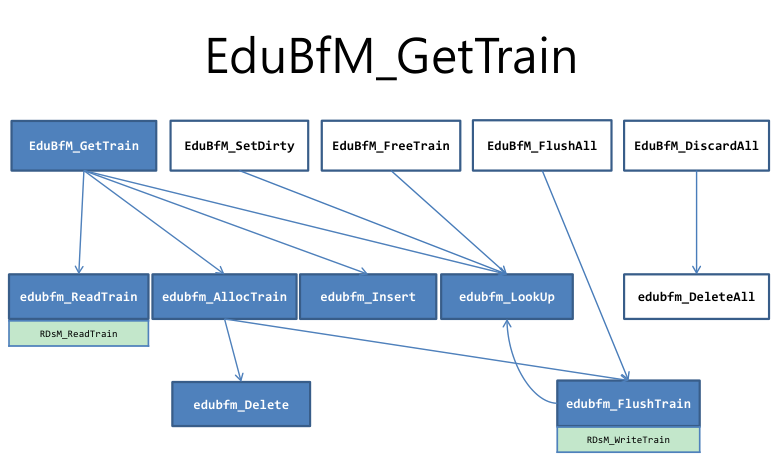 EduBfM_GetTrain
EduBfM_GetTrain
EduBfM_SetDirty
EduBfM_FreeTrain
EduBfM_FlushAll
EduBfM_DiscardAll
edubfm_ReadTrain
edubfm_AllocTrain
edubfm_Insert
edubfm_LookUp
edubfm_DeleteAll
RDsM_ReadTrain
edubfm_Delete
edubfm_FlushTrain
RDsM_WriteTrain